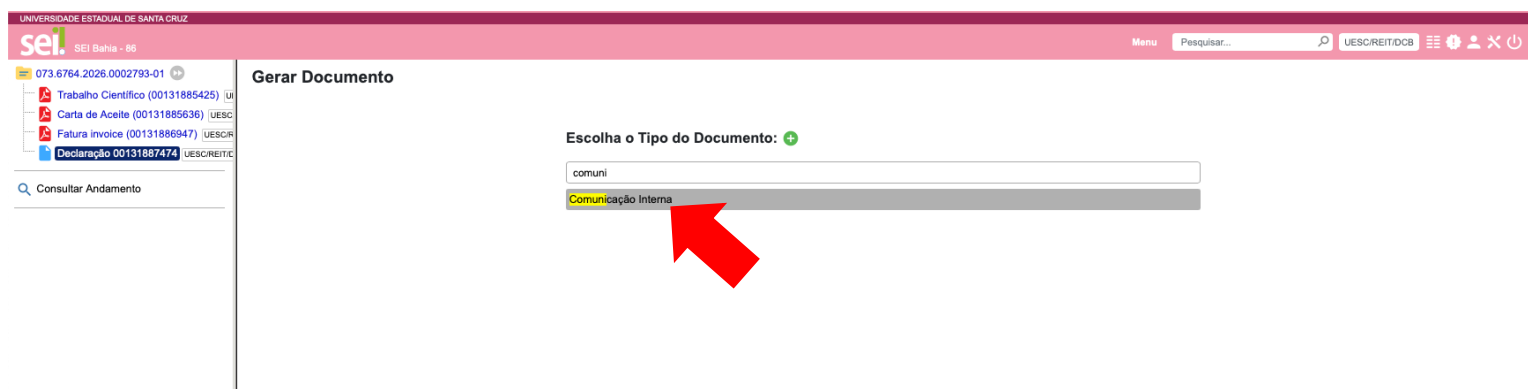 UNIVERSIDADE ESTADUAL DE SANTA CRUZ
sei! SEI Bahia - 86
Menu Pesquisar... UESC/REIT/DCB
073.6764.2026.0002793-01
Trabalho Científico (00131885425)
Carta de Aceite (00131885636) UESC
Fatura invoice (00131886947) UESC/R
Declaração 00131887474 UESC/REIT/D
Consultar Andamento
Gerar Documento
Escolha o Tipo do Documento:
comuni
Comunicação Interna